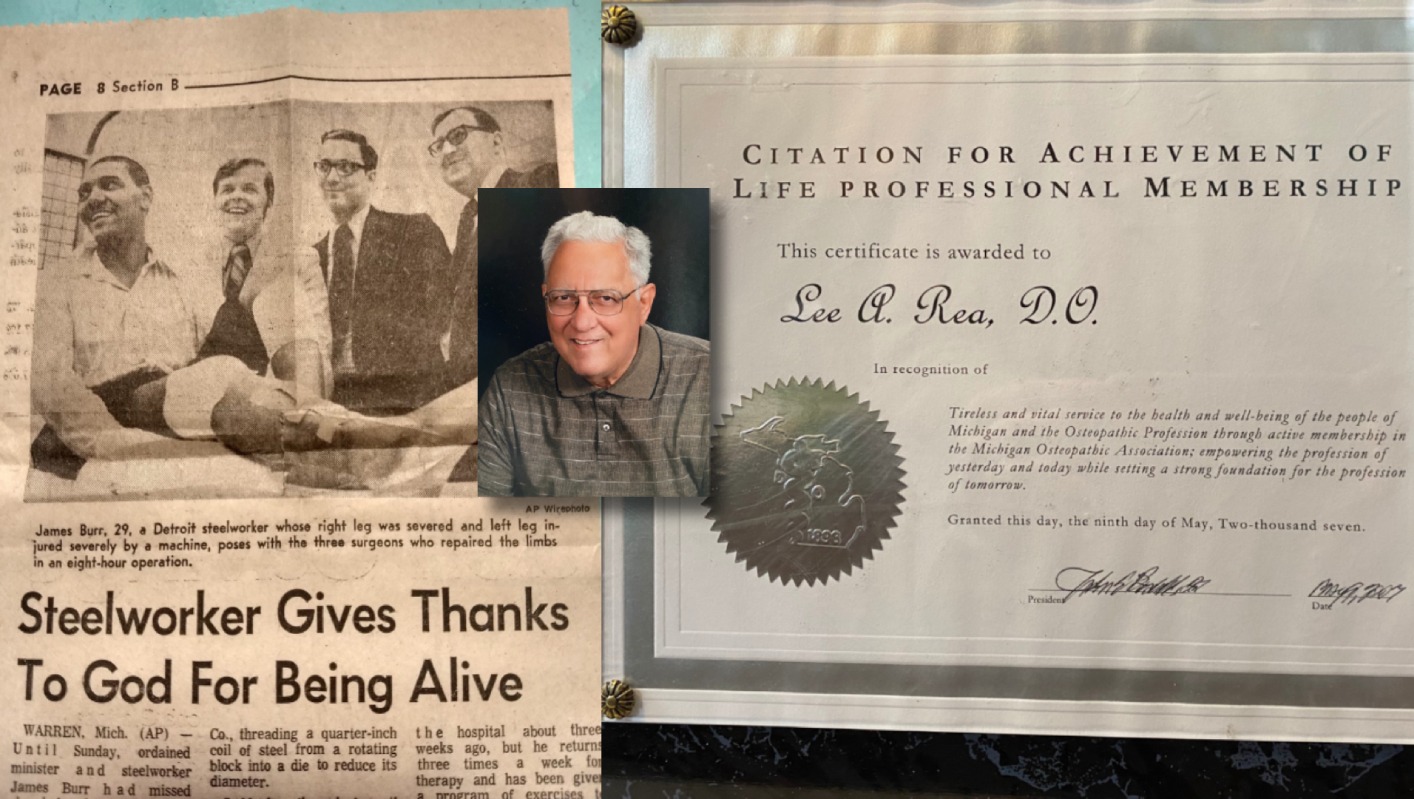 PAGE 8 Section B
AP Wirephoto
James Burr, 29, a Detroit steelworker whose right leg was severed and left leg in-
jured severely by a machine, poses with the three surgeons who repaired the limbs
in an eight-hour operation.
Steelworker Gives Thanks
To God For Being Alive
WARREN, Mich. (AP) —
Until Sunday, ordained
minister and steelworker
James Burr had missed
Co., threading a quarter-inch
coil of steel from a rotating
block into a die to reduce its
diameter.
the hospital about three
weeks ago, but he returns
three times a week for
therapy and has been given
a program of exercises
CITATION FOR ACHIEVEMENT OF
LIFE PROFESSIONAL MEMBERSHIP
This certificate is awarded to
Lee A. Rea, D.O.
In recognition of
Tireless and vital service to the health and well-being of the people of
Michigan and the Osteopathic Profession through active membership in
the Michigan Osteopathic Association; empowering the profession of
yesterday and today while setting a strong foundation for the profession
of tomorrow.
Granted this day, the ninth day of May, Two-thousand seven.
President
Date
1898